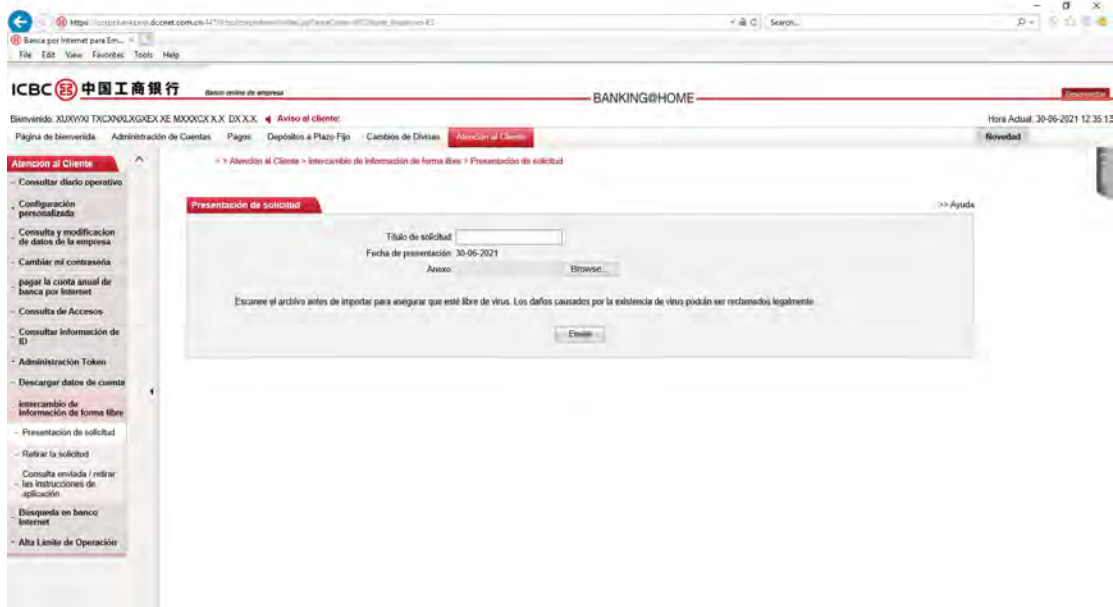 Search...
Banca por Internet para Em...
File Edit View Favorites Tools Help
ICBC 中国工商银行 Banco online de empresa
BANKING@HOME
Desconectar
Bienvenido: Aviso al cliente:
Hora Actual: 30-06-2021 12:35:13
Página de bienvenida Administración de Cuentas Pagos Depósitos a Plazo Fijo Cambios de Divisas Atención al Cliente Novedad
Atención al Cliente
> > Atención al Cliente > Intercambio de información de forma libre > Presentación de solicitud
- Consultar diario operativo
- Configuración
personalizada
Presentación de solicitud
>> Ayuda
- Consulta y modificacion
de datos de la empresa
- Cambiar mi contraseña
- pagar la cuota anual de
banca por Internet
- Consulta de Accesos
- Consultar información de
ID
- Administración Token
- Descargar datos de cuenta
- Intercambio de
información de forma libre
- Presentación de solicitud
- Retirar la solicitud
Consulta enviada / retirar
- las instrucciones de
aplicación
- Búsqueda en banco
Internet
- Alta Límite de Operación
Título de solicitud
Fecha de presentación 30-06-2021
Anexo Browse...
Escanee el archivo antes de importar para asegurar que esté libre de virus. Los daños causados por la existencia de virus podrán ser reclamados legalmente
Enviar